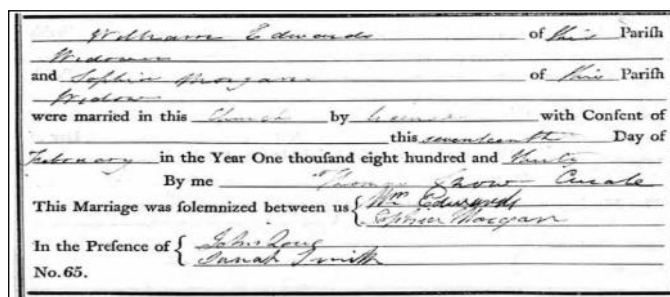 William Edwards of this Parish
Widower
and Sophia Morgan of this Parish
Widow
were married in this Church by Licence with Consent of
this seventeenth Day of
February in the Year One thousand eight hundred and thirty
By me Thomas Snow Curate
This Marriage was solemnized between us { Wm Edwards
Sophia Morgan
In the Presence of { John
Sarah Smith
No. 65.